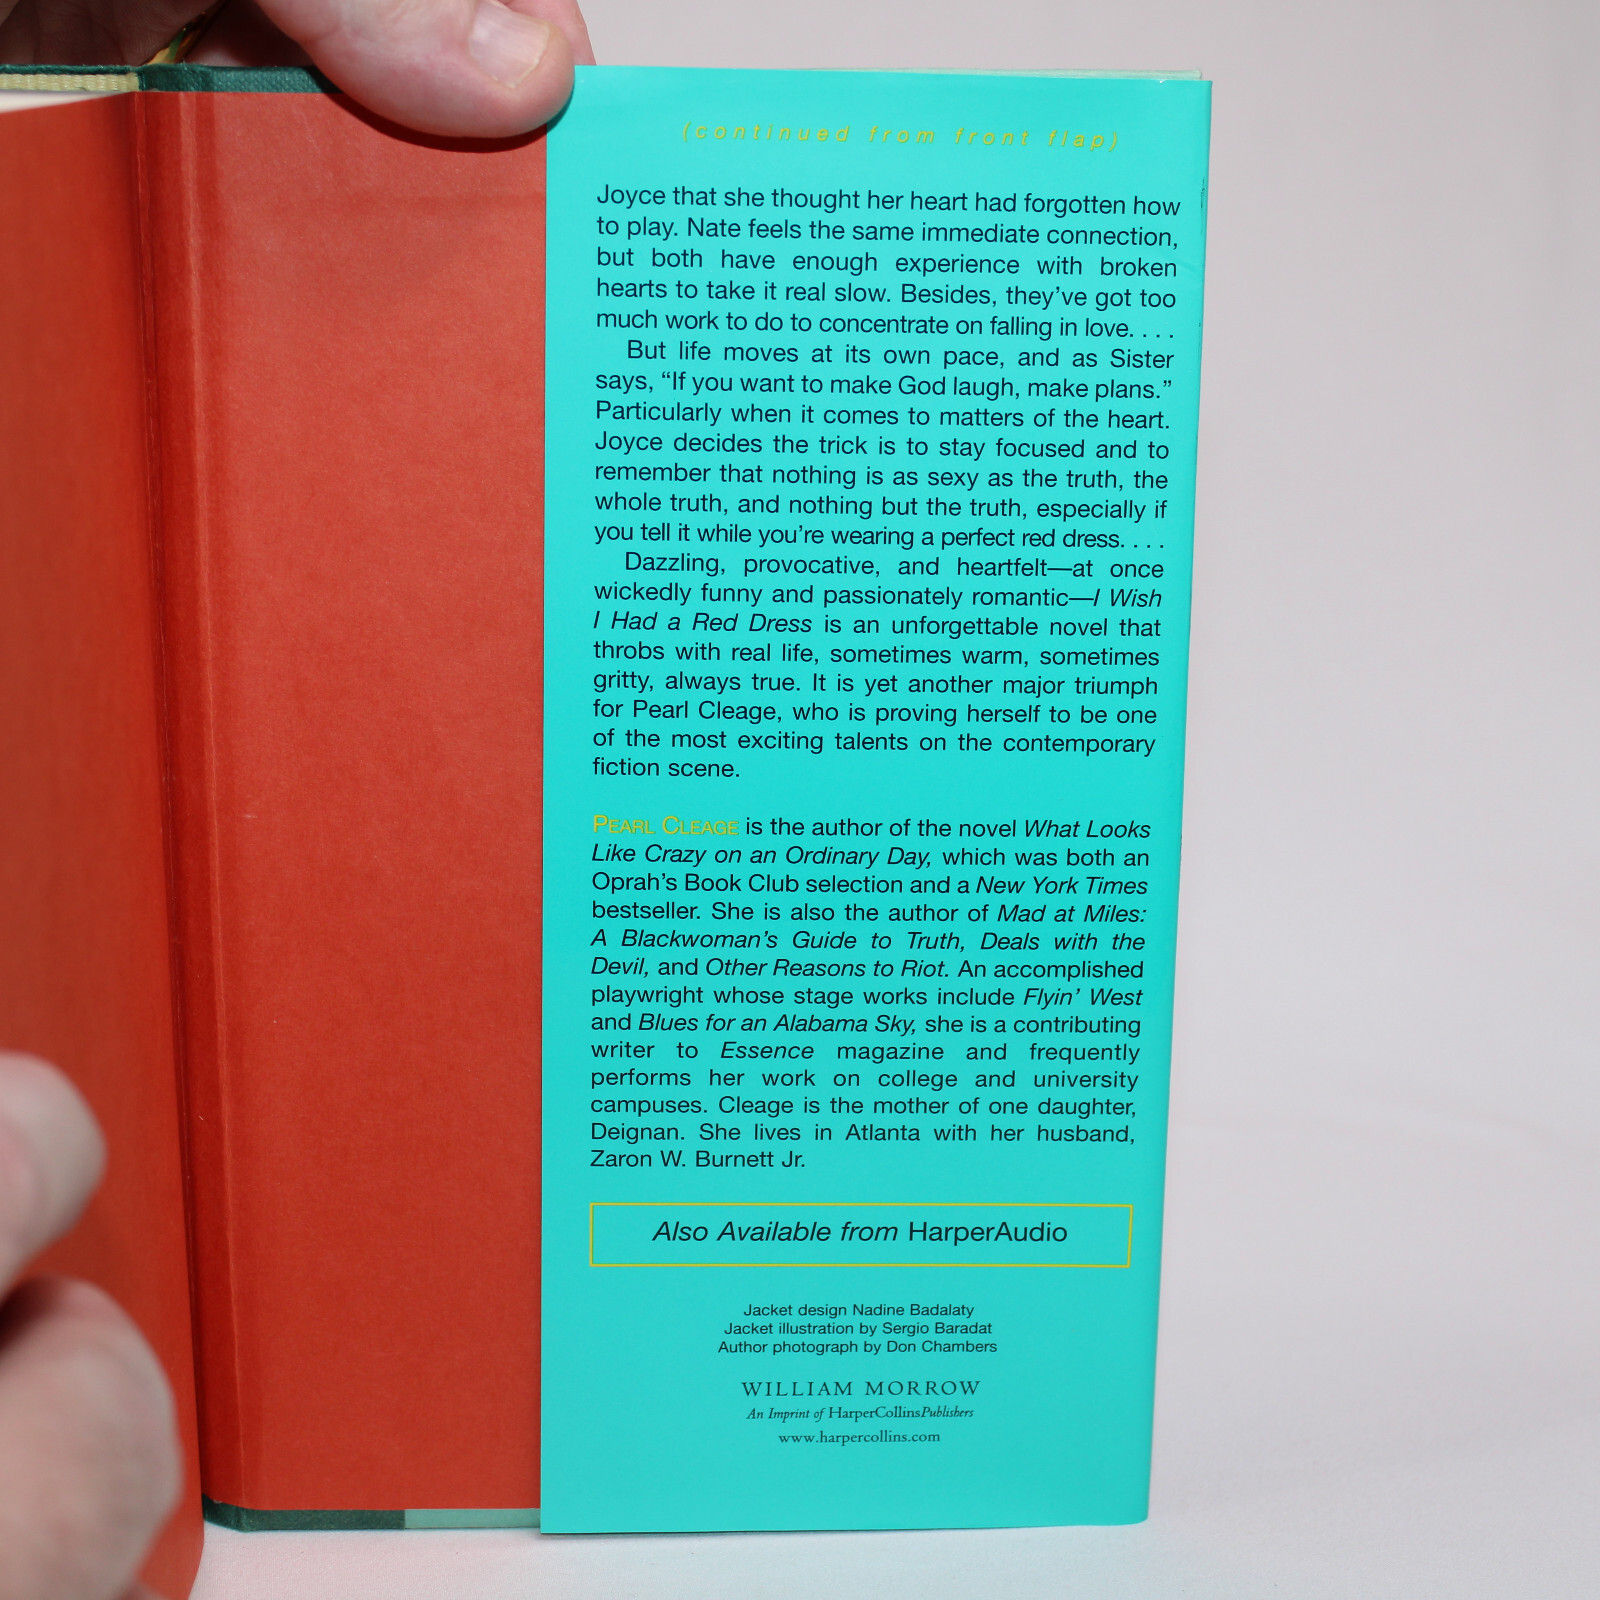 (continued from front flap)
Joyce that she thought her heart had forgotten how
to play. Nate feels the same immediate connection,
but both have enough experience with broken
hearts to take it real slow. Besides, they've got too
much work to do to concentrate on falling in love. . . .
But life moves at its own pace, and as Sister
says, “If you want to make God laugh, make plans.”
Particularly when it comes to matters of the heart.
Joyce decides the trick is to stay focused and to
remember that nothing is as sexy as the truth, the
whole truth, and nothing but the truth, especially if
you tell it while you’re wearing a perfect red dress. . . .
Dazzling, provocative, and heartfelt—at once
wickedly funny and passionately romantic—I Wish
I Had a Red Dress is an unforgettable novel that
throbs with real life, sometimes warm, sometimes
gritty, always true. It is yet another major triumph
for Pearl Cleage, who is proving herself to be one
of the most exciting talents on the contemporary
fiction scene.
PEARL CLEAGE is the author of the novel What Looks
Like Crazy on an Ordinary Day, which was both an
Oprah’s Book Club selection and a New York Times
bestseller. She is also the author of Mad at Miles:
A Blackwoman’s Guide to Truth, Deals with the
Devil, and Other Reasons to Riot. An accomplished
playwright whose stage works include Flyin’ West
and Blues for an Alabama Sky, she is a contributing
writer to Essence magazine and frequently
performs her work on college and university
campuses. Cleage is the mother of one daughter,
Deignan. She lives in Atlanta with her husband,
Zaron W. Burnett Jr.
Also Available from HarperAudio
Jacket design Nadine Badalaty
Jacket illustration by Sergio Baradat
Author photograph by Don Chambers
WILLIAM MORROW
An Imprint of HarperCollinsPublishers
www.harpercollins.com